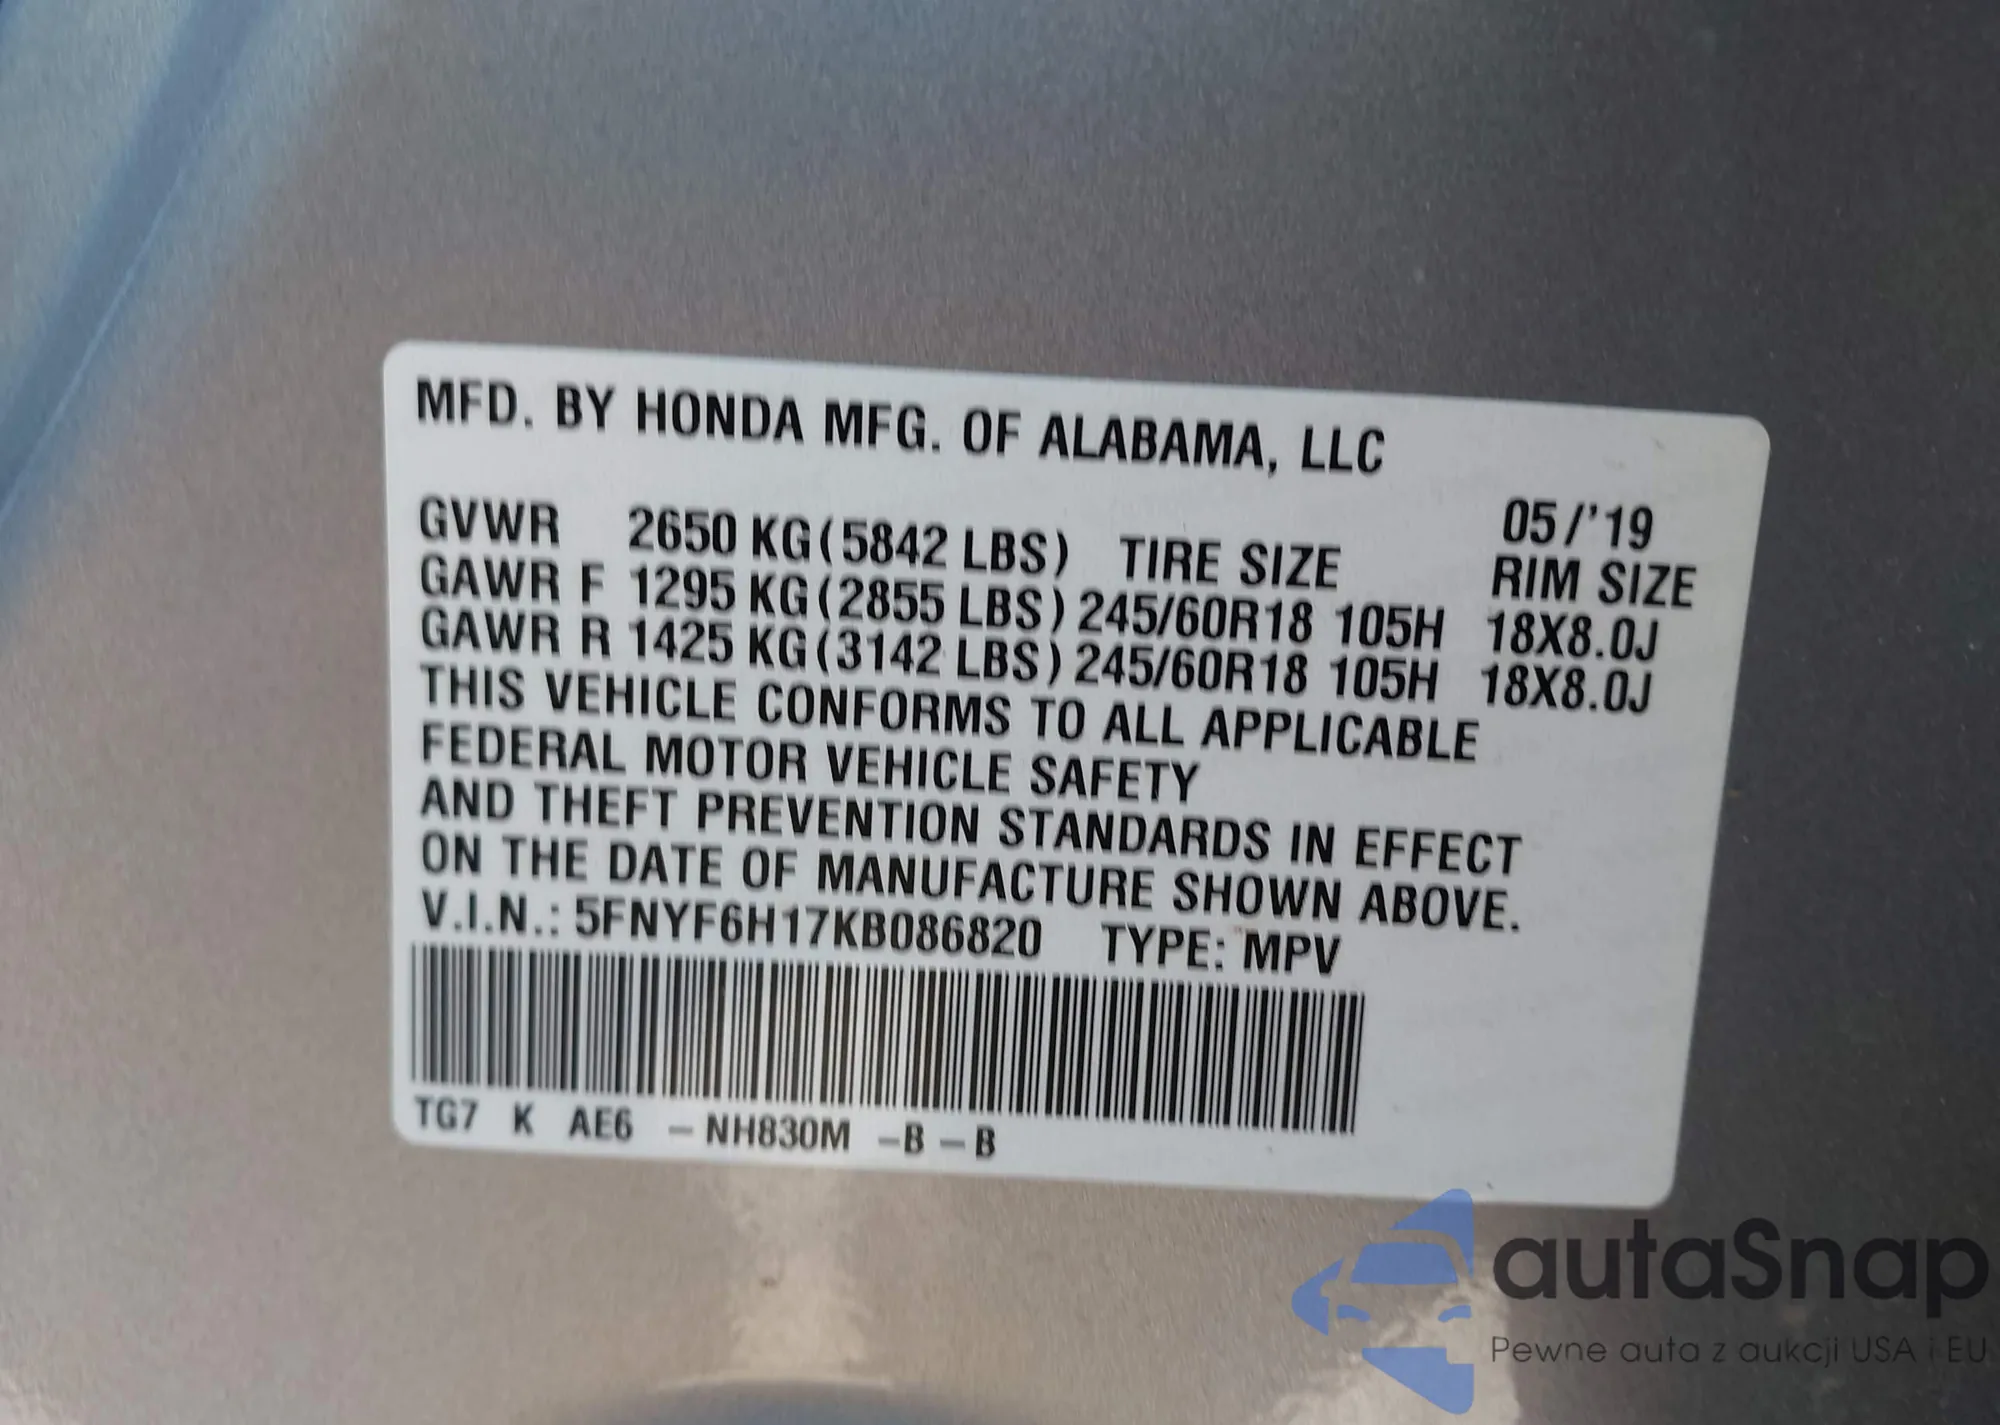 MFD. BY HONDA MFG. OF ALABAMA, LLC
05/'19
GVWR 2650 KG(5842 LBS) TIRE SIZE RIM SIZE
GAWR F 1295 KG(2855 LBS) 245/60R18 105H 18X8.0J
GAWR R 1425 KG(3142 LBS) 245/60R18 105H 18X8.0J
THIS VEHICLE CONFORMS TO ALL APPLICABLE
FEDERAL MOTOR VEHICLE SAFETY
AND THEFT PREVENTION STANDARDS IN EFFECT
ON THE DATE OF MANUFACTURE SHOWN ABOVE.
V.I.N.: 5FNYF6H17KB086820 TYPE: MPV
TG7 K AE6 –NH830M –B –B
autaSnap
Pewne auta z aukcji USA i EU